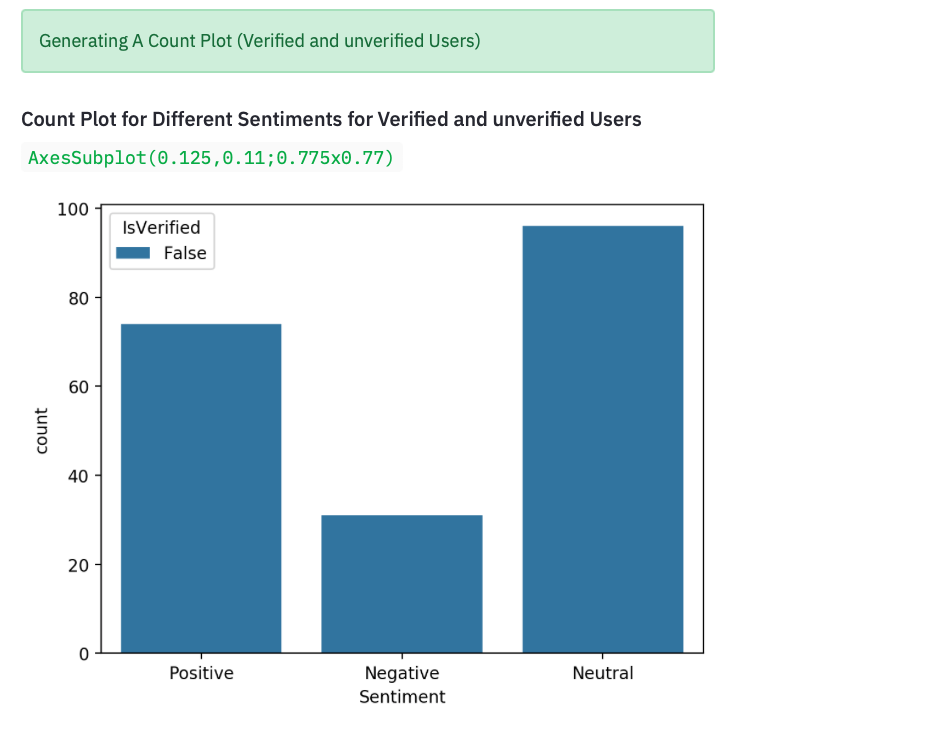 Generating A Count Plot (Verified and unverified Users)
Count Plot for Different Sentiments for Verified and unverified Users
AxesSubplot(0.125,0.11;0.775x0.77)
100
IsVerified
False
80
60
count
40
20
0
Positive
Negative
Neutral
Sentiment